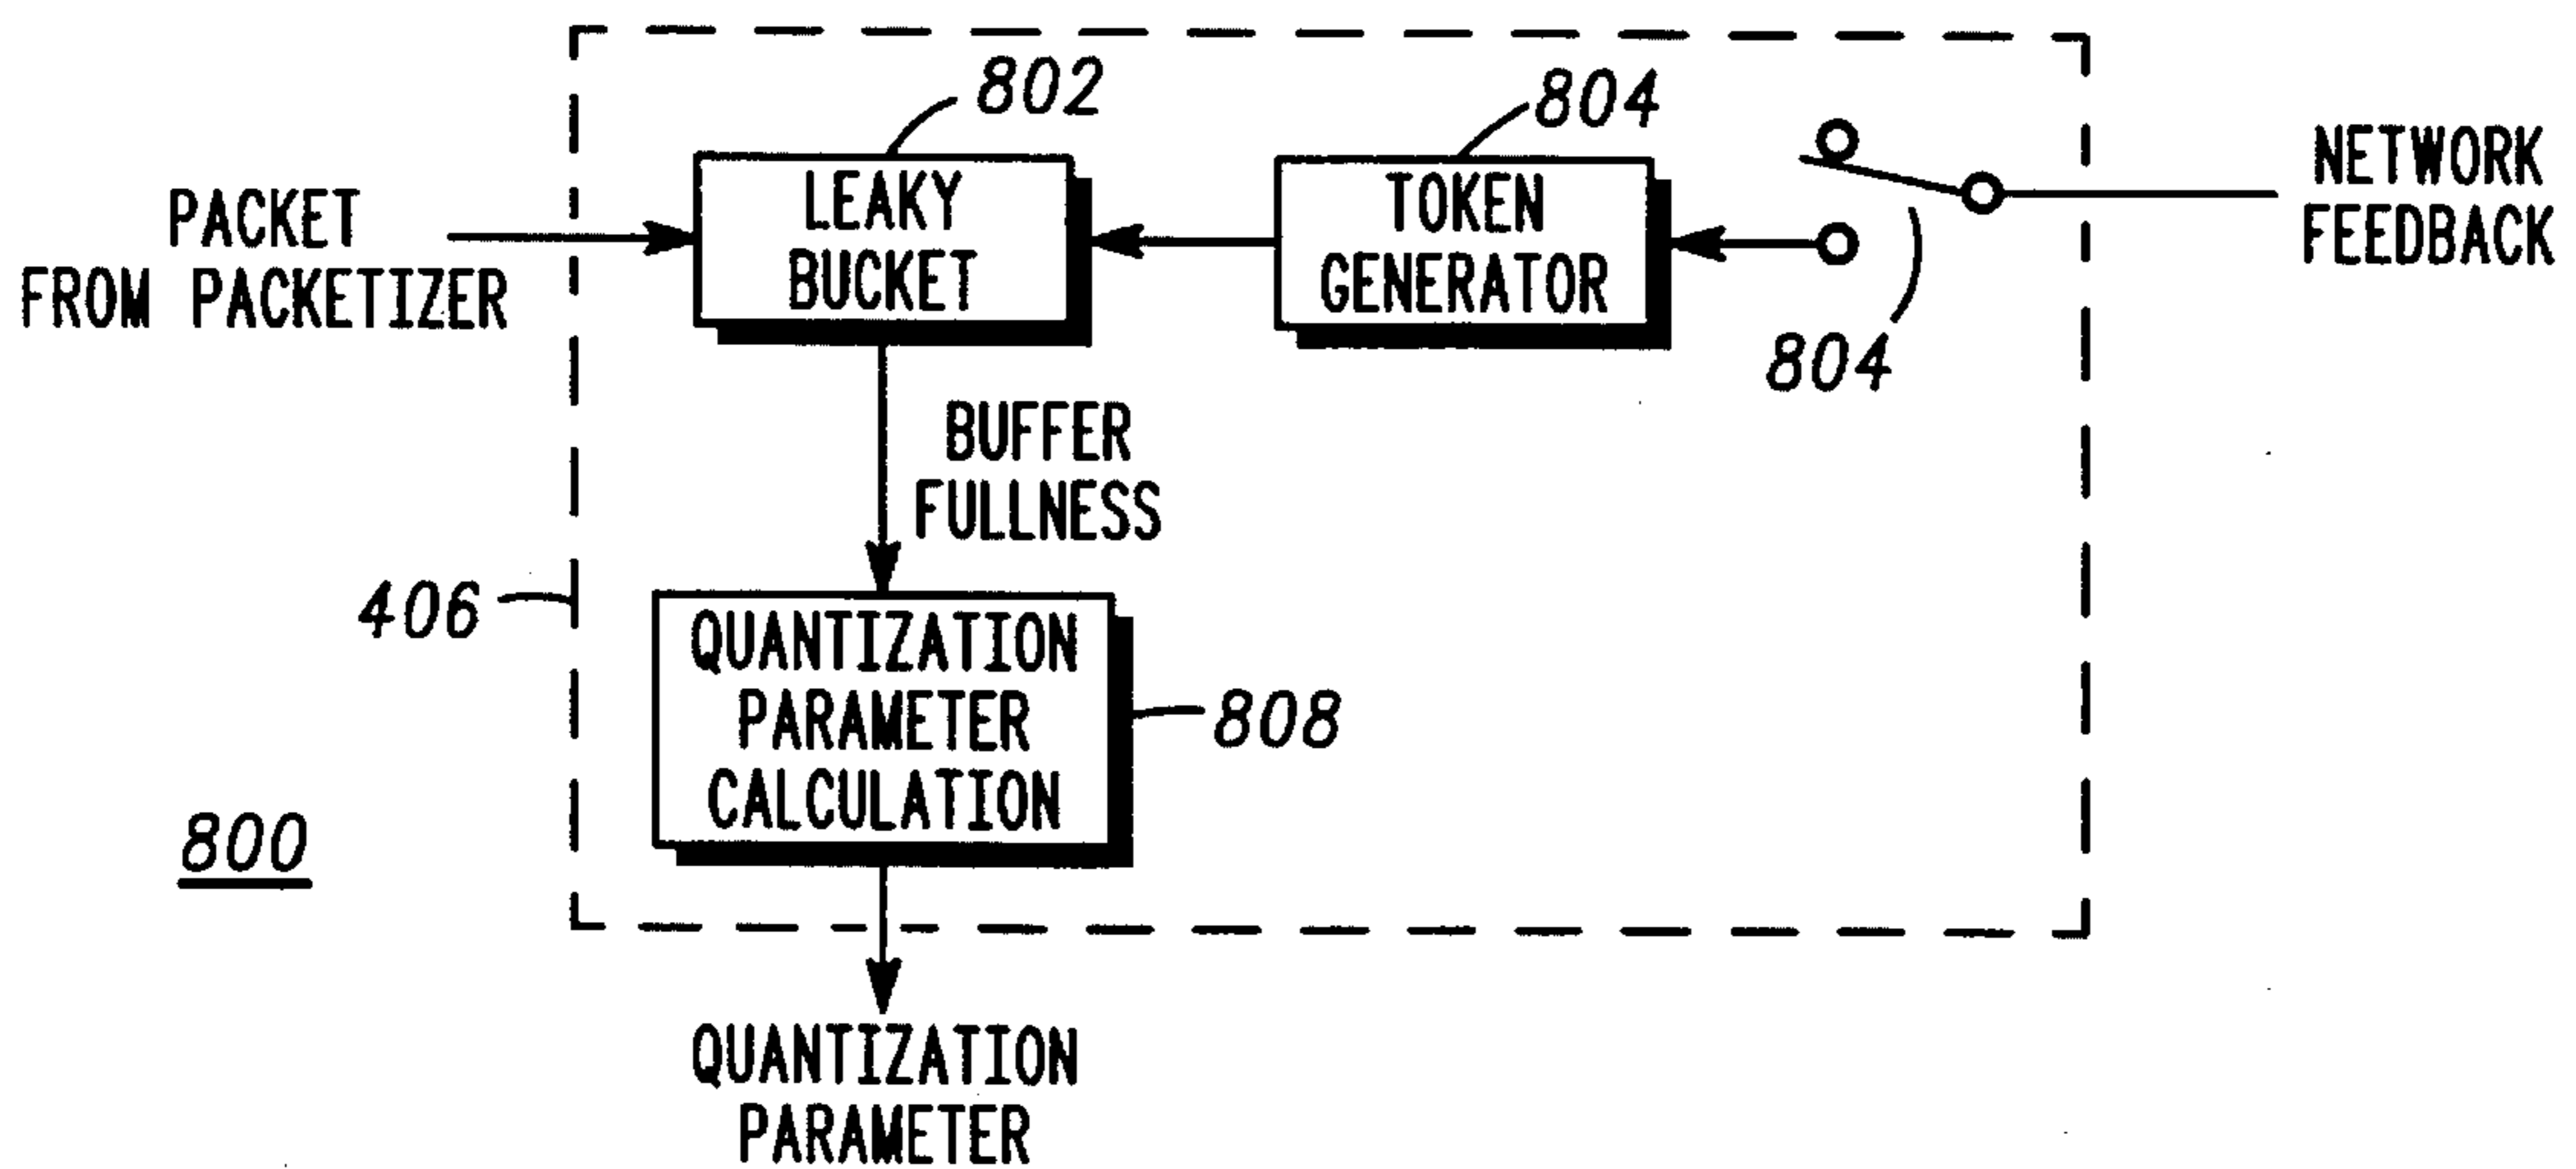 802
804
NETWORK
FEEDBACK
PACKET
FROM PACKETIZER
LEAKY
BUCKET
TOKEN
GENERATOR
804
BUFFER
FULLNESS
406
QUANTIZATION
PARAMETER
CALCULATION
808
800
QUANTIZATION
PARAMETER